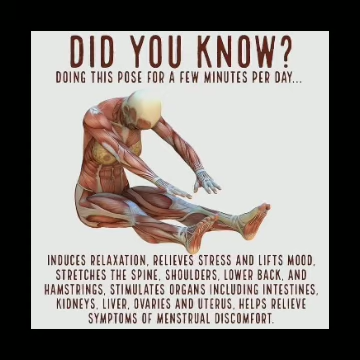 DID YOU KNOW?
DOING THIS POSE FOR A FEW MINUTES PER DAY...
INDUCES RELAXATION, RELIEVES STRESS AND LIFTS MOOD,
STRETCHES THE SPINE, SHOULDERS, LOWER BACK, AND
HAMSTRINGS, STIMULATES ORGANS INCLUDING INTESTINES,
KIDNEYS, LIVER, OVARIES AND UTERUS, HELPS RELIEVE
SYMPTOMS OF MENSTRUAL DISCOMFORT.